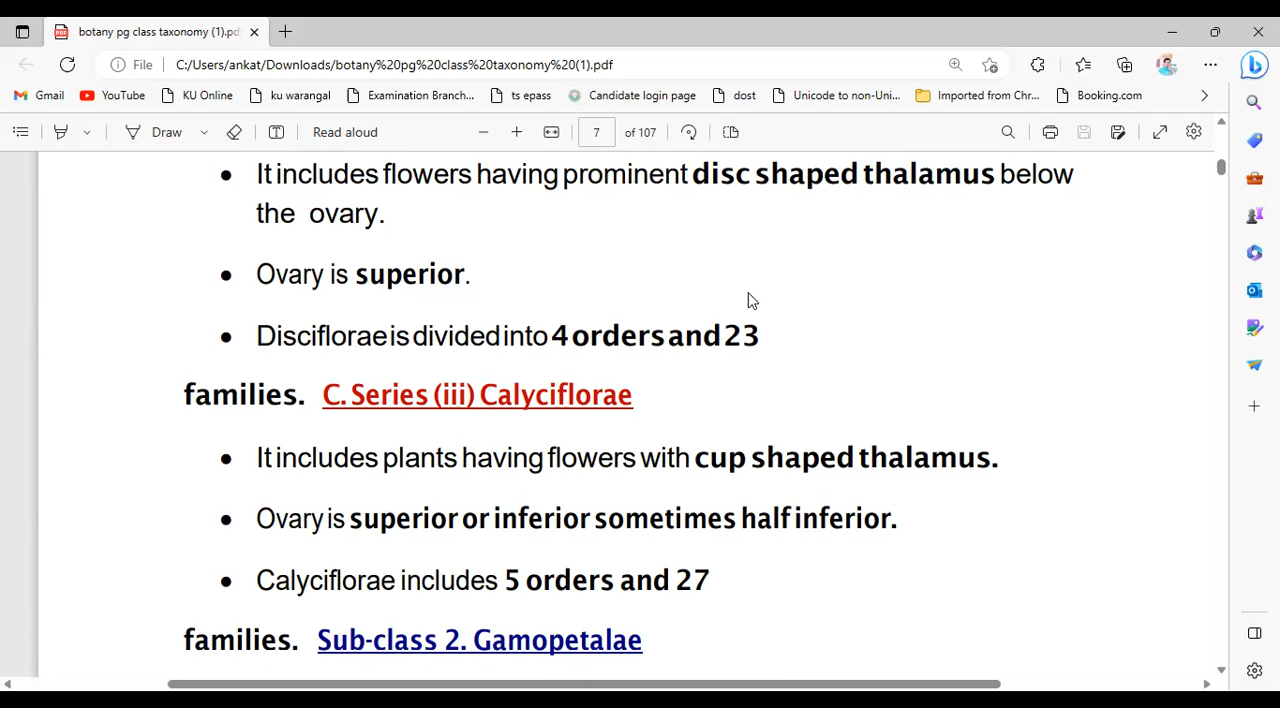 botany pg class taxonomy (1).pdf
File C:/Users/ankat/Downloads/botany%20pg%20class%20taxonomy%20(1).pdf
Gmail YouTube KU Online ku warangal Examination Branch... ts epass Candidate login page dost Unicode to non-Uni... Imported from Chr... Booking.com
Draw Read aloud 7 of 107
• It includes flowers having prominent disc shaped thalamus below
the ovary.
• Ovary is superior.
• Disciflorae is divided into 4 orders and 23
families. C. Series (iii) Calyciflorae
• It includes plants having flowers with cup shaped thalamus.
• Ovary is superior or inferior sometimes half inferior.
• Calyciflorae includes 5 orders and 27
families. Sub-class 2. Gamopetalae